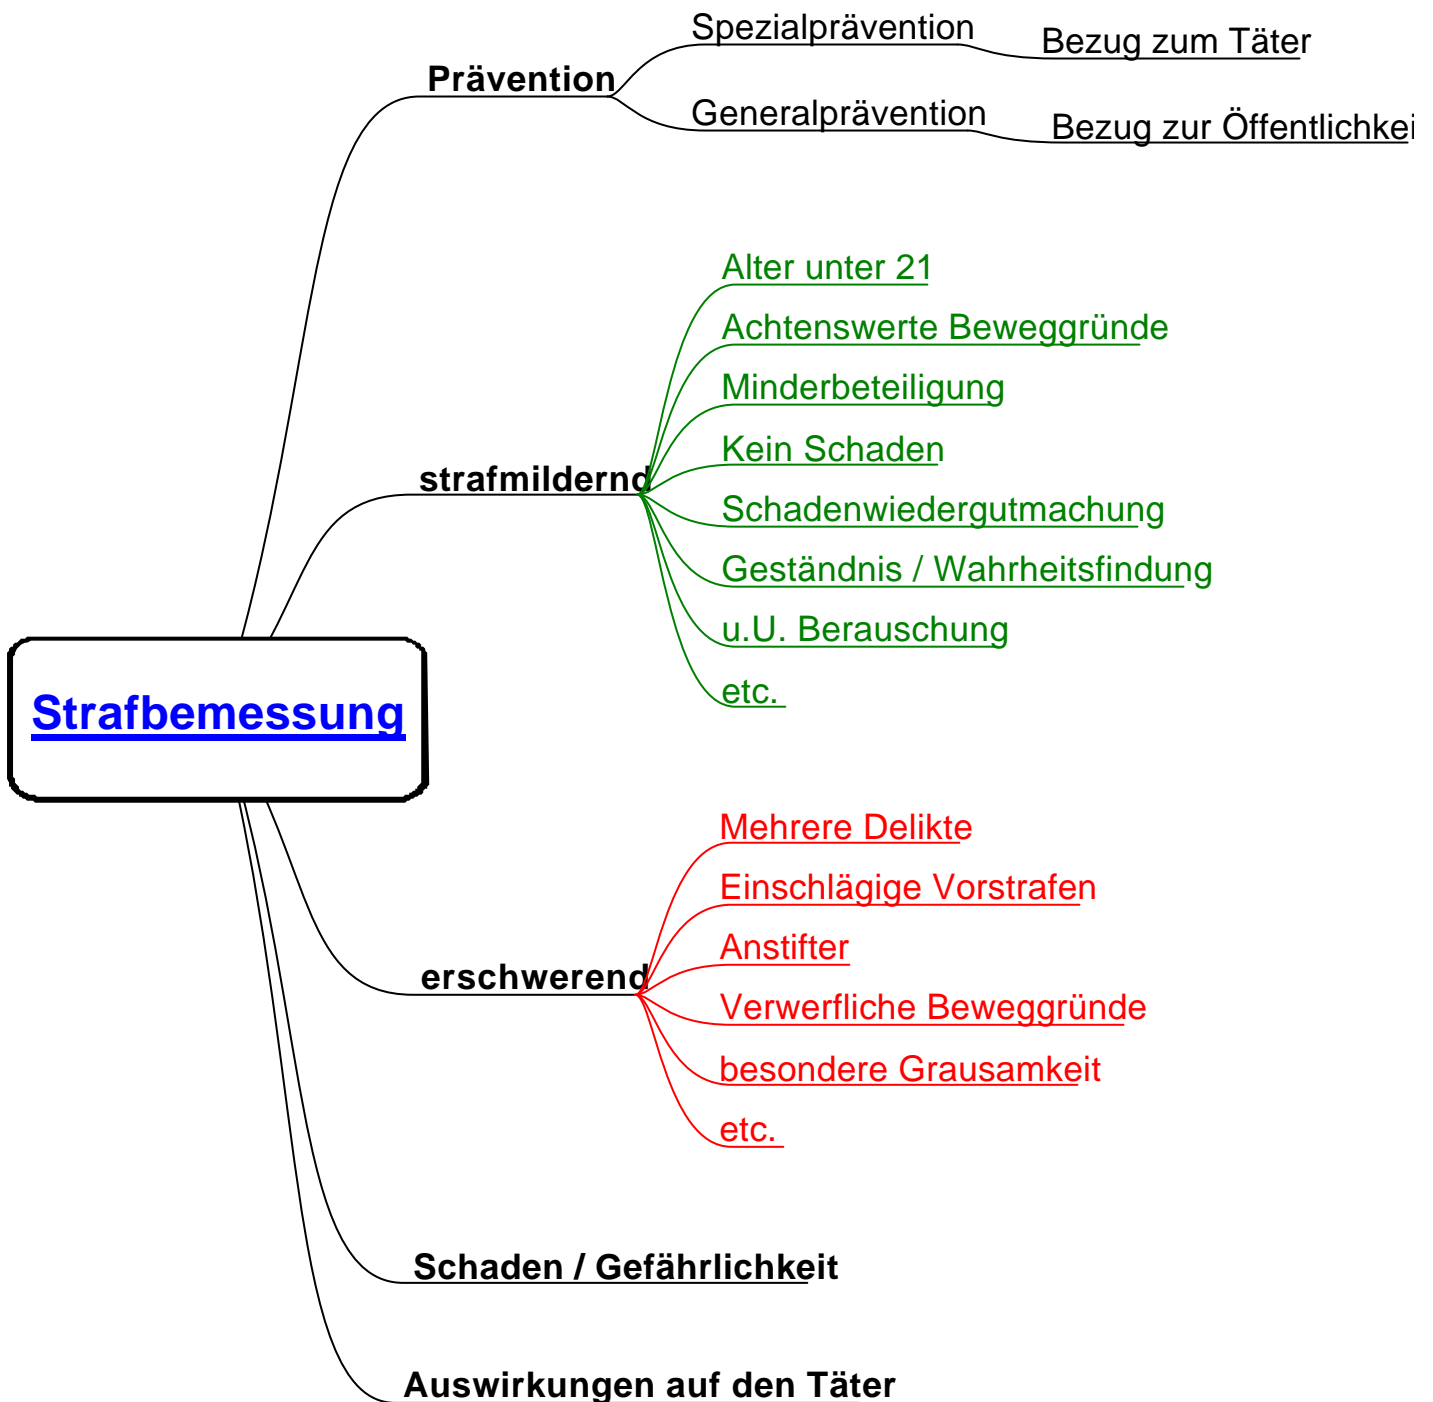 Spezialprävention
Bezug zum Täter
Prävention
Generalprävention
Bezug zur Öffentlichkei
Alter unter 21
Achtenswerte Beweggründe
Minderbeteiligung
Kein Schaden
strafmildernd
Schadenwiedergutmachung
Geständnis / Wahrheitsfindung
u.U. Berauschung
etc.
Strafbemessung
Mehrere Delikte
Einschlägige Vorstrafen
Anstifter
erschwerend
Verwerfliche Beweggründe
besondere Grausamkeit
etc.
Schaden / Gefährlichkeit
Auswirkungen auf den Täter